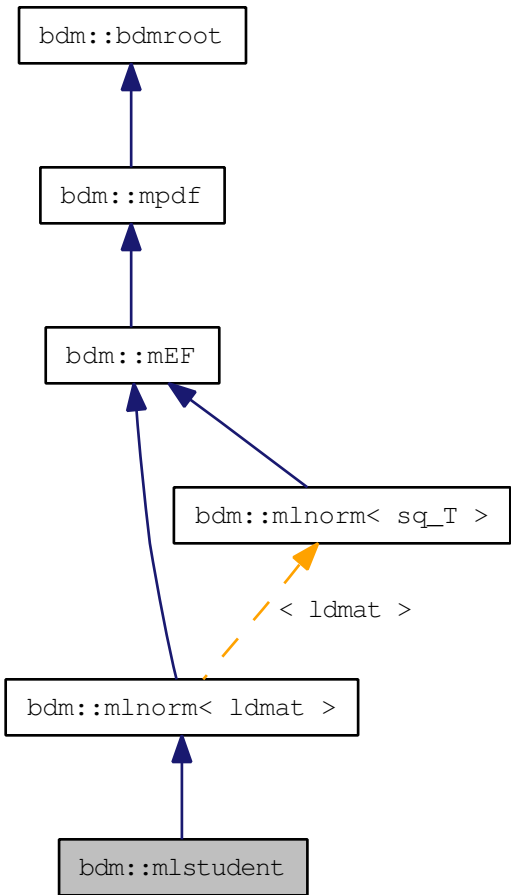 bdm::bdmroot
bdm::mpdf
bdm::mEF
bdm::mlnorm< sq_T >
< ldmat >
bdm::mlnorm< ldmat >
bdm::mlstudent